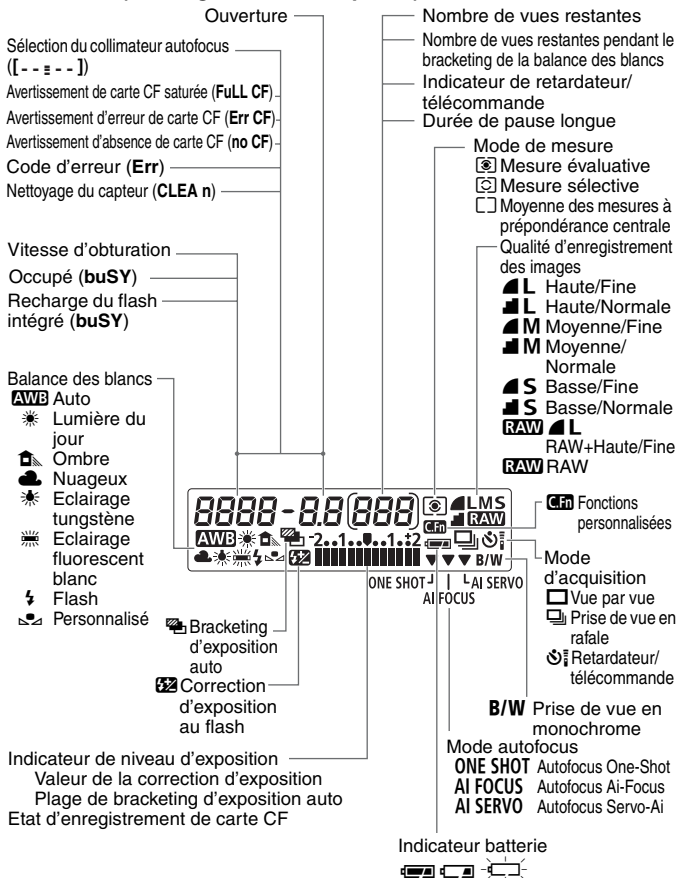 Ouverture
Sélection du collimateur autofocus
([ - - - - ])
Avertissement de carte CF saturée (FuLL CF)
Avertissement d'erreur de carte CF (Err CF)
Avertissement d'absence de carte CF (no CF)
Code d'erreur (Err)
Nettoyage du capteur (CLEA n)
Vitesse d'obturation
Occupé (buSY)
Recharge du flash
intégré (buSY)
Balance des blancs
AWB Auto
Lumière du
jour
Ombre
Nuageux
Eclairage
tungstène
Eclairage
fluorescent
blanc
Flash
Personnalisé
Nombre de vues restantes
Nombre de vues restantes pendant le
bracketing de la balance des blancs
Indicateur de retardateur/
télécommande
Durée de pause longue
Mode de mesure
Mesure évaluative
Mesure sélective
Moyenne des mesures à
prépondérance centrale
Qualité d'enregistrement
des images
L Haute/Fine
L Haute/Normale
M Moyenne/Fine
M Moyenne/
Normale
S Basse/Fine
S Basse/Normale
RAW L
RAW+Haute/Fine
RAW RAW
8888-8.8(888) LMS
C.Fn RAW
AWB -2..1..0..1.+2
B/W
ONE SHOT AI SERVO
AI FOCUS
C.Fn Fonctions
personnalisées
Mode
d'acquisition
Vue par vue
Prise de vue en
rafale
Retardateur/
télécommande
Bracketing
d'exposition
auto
Correction
d'exposition
au flash
B/W Prise de vue en
monochrome
Mode autofocus
ONE SHOT Autofocus One-Shot
AI FOCUS Autofocus Ai-Focus
AI SERVO Autofocus Servo-Ai
Indicateur de niveau d'exposition
Valeur de la correction d'exposition
Plage de bracketing d'exposition auto
Etat d'enregistrement de carte CF
Indicateur batterie